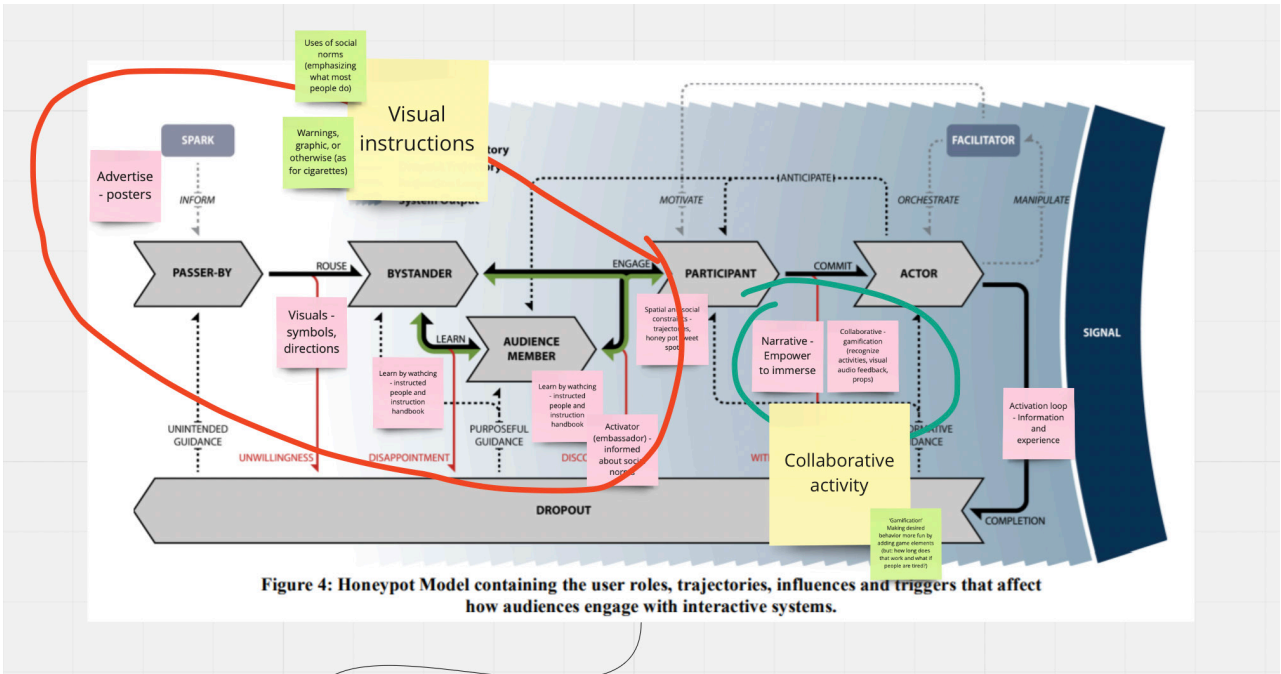 Uses of social
norms
(emphasizing
what most
people do)
Visual
instructions
Warnings,
graphic, or
otherwise (as
for cigarettes)
Advertise
- posters
SPARK
INFORM
FACILITATOR
MOTIVATE
ANTICIPATE
ORCHESTRATE
MANIPULATE
PASSER-BY
ROUSE
BYSTANDER
ENGAGE
PARTICIPANT
COMMIT
ACTOR
SIGNAL
Visuals -
symbols,
directions
LEARN
AUDIENCE
MEMBER
Spatial and social
constraints -
trajectories,
honey pot sweet
spot
Narrative -
Empower
to immerse
Collaborative -
gamification
(recognize
activities, visual
audio feedback,
props)
Learn by wathcing
- instructed
people and
instruction
handbook
Learn by wathcing
- instructed
people and
instruction
handbook
Activator
(embassador) -
informed
about social
norms
Activation loop
- Information
and
experience
UNINTENDED
GUIDANCE
PURPOSEFUL
GUIDANCE
UNWILLINGNESS
DISAPPOINTMENT
Collaborative
activity
DROPOUT
COMPLETION
'Gamification'
Making desired
behavior more fun by
adding game elements
(but: how long does
that work and what if
people are tired?)
Figure 4: Honeypot Model containing the user roles, trajectories, influences and triggers that affect
how audiences engage with interactive systems.